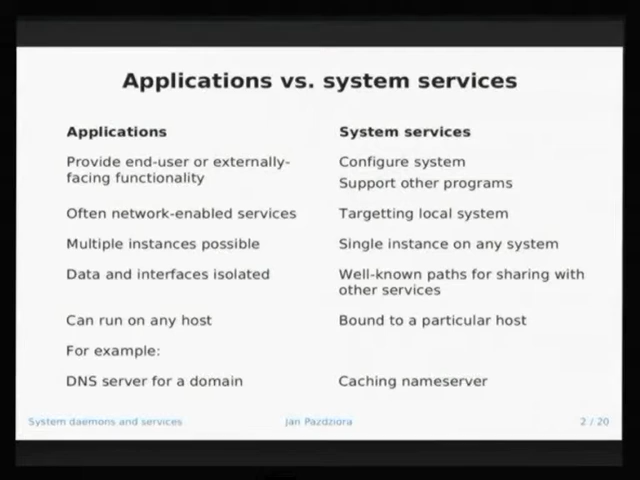 Applications vs. system services
Applications
System services
Provide end-user or externally-
facing functionality
Configure system
Support other programs
Often network-enabled services
Targetting local system
Multiple instances possible
Single instance on any system
Data and interfaces isolated
Well-known paths for sharing with
other services
Can run on any host
Bound to a particular host
For example:
DNS server for a domain
Caching nameserver
System daemons and services
Jan Pazdziora
2 / 20